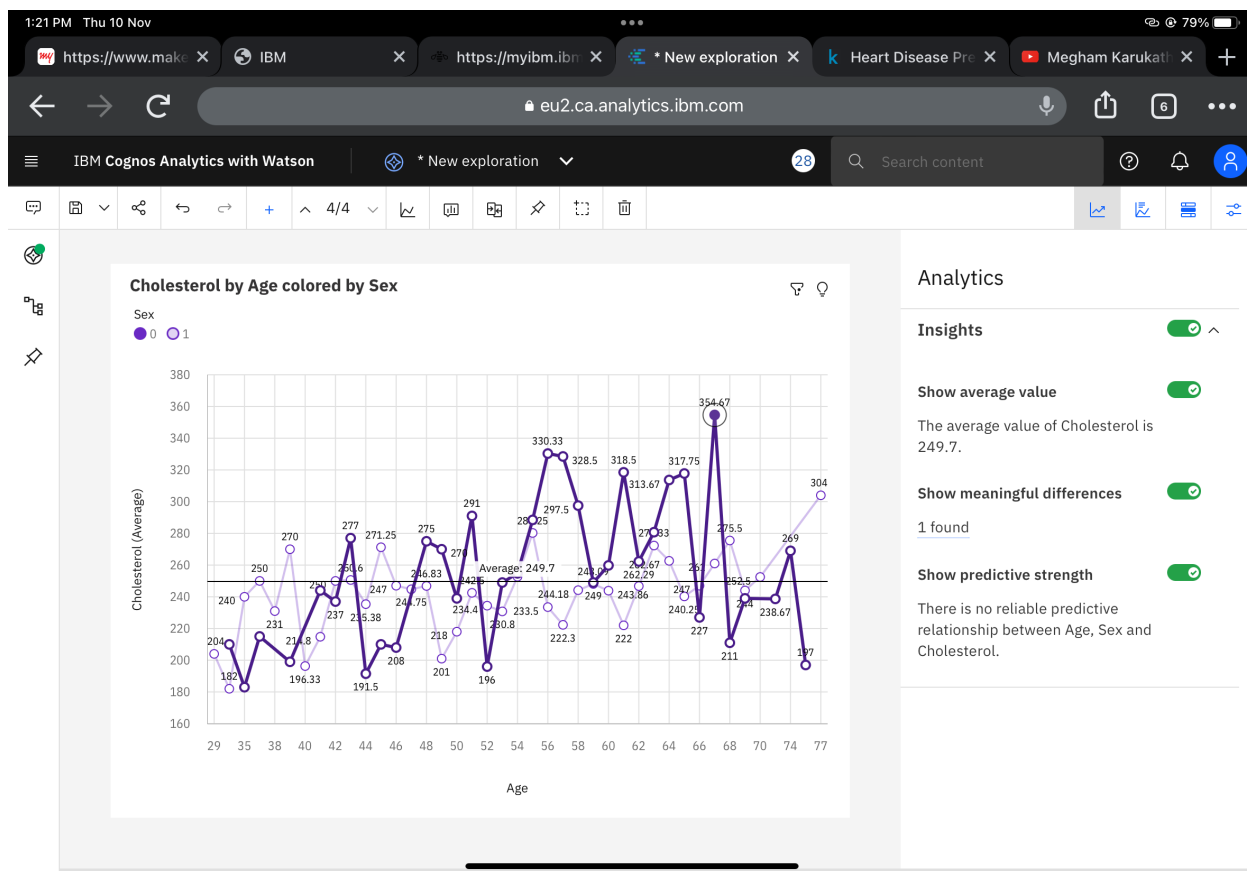 1:21 PM Thu 10 Nov
79%
https://www.make
IBM
https://myibm.ibm
* New exploration
Heart Disease Pre
Megham Karukath
eu2.ca.analytics.ibm.com
6
IBM Cognos Analytics with Watson
* New exploration
28
Search content
4/4
Cholesterol by Age colored by Sex
Sex
0 1
Cholesterol (Average)
380
360
340
320
300
280
260
240
220
200
180
160
354.67
330.33
328.5
318.5
317.75
313.67
304
291
297.5
277
275
275.5
270
271.25
270
269
250
247
246.83
Average: 249.7
262.29
249
244.18
243.86
240
240.25
237
238.67
234.4
233.5
231
230.8
227
222.3
222
218
211
208
204
201
196.33
196
197
191.5
182
29 35 38 40 42 44 46 48 50 52 54 56 58 60 62 64 66 68 70 74 77
Age
Analytics
Insights
Show average value
The average value of Cholesterol is
249.7.
Show meaningful differences
1 found
Show predictive strength
There is no reliable predictive
relationship between Age, Sex and
Cholesterol.